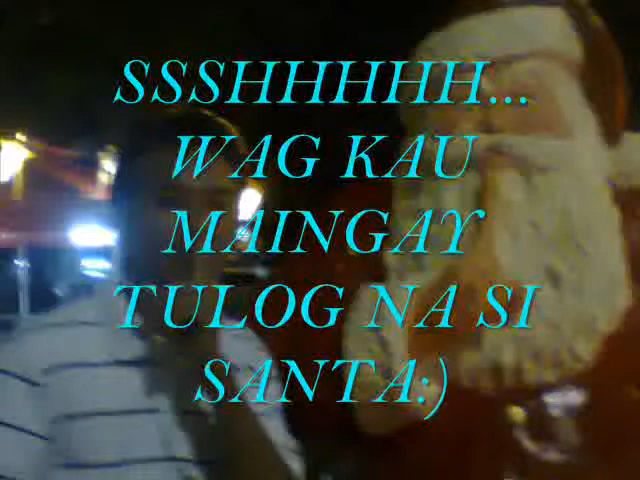 SSSHHHHH...
WAG KAU
MAINGAY
TULOG NA SI
SANTA:)